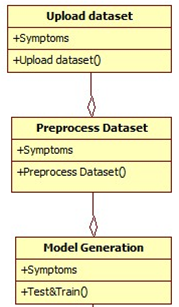 Upload dataset
+Symptoms
+Upload dataset()
Preprocess Dataset
+Symptoms
+Preprocess Dataset()
Model Generation
+Symptoms
+Test&Train()